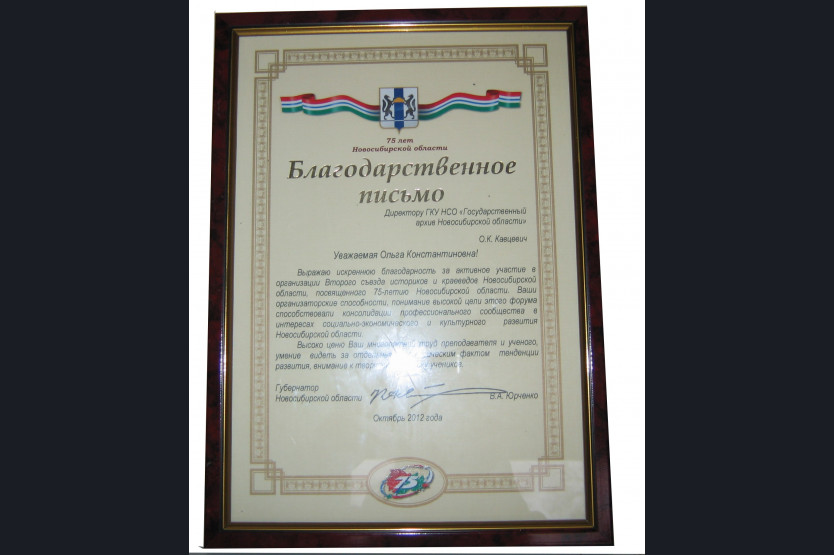 75 лет
Новосибирской области
Благодарственное
письмо
Директору ГКУ НСО «Государственный
архив Новосибирской области»
О.К. Кавцевич
Уважаемая Ольга Константиновна!
Выражаю искреннюю благодарность за активное участие в
организации Второго съезда историков и краеведов Новосибирской
области, посвященного 75-летию Новосибирской области. Ваши
организаторские способности, понимание высокой цели этого форума
способствовали консолидации профессионального сообщества в
интересах социально-экономического и культурного развития
Новосибирской области.
Высоко ценю Ваш труд преподавателя и ученого,
умение видеть за фактом тенденции
развития, внимание к учеников.
Губернатор
Новосибирской области
В.А. Юрченко
Октябрь 2012 года
75